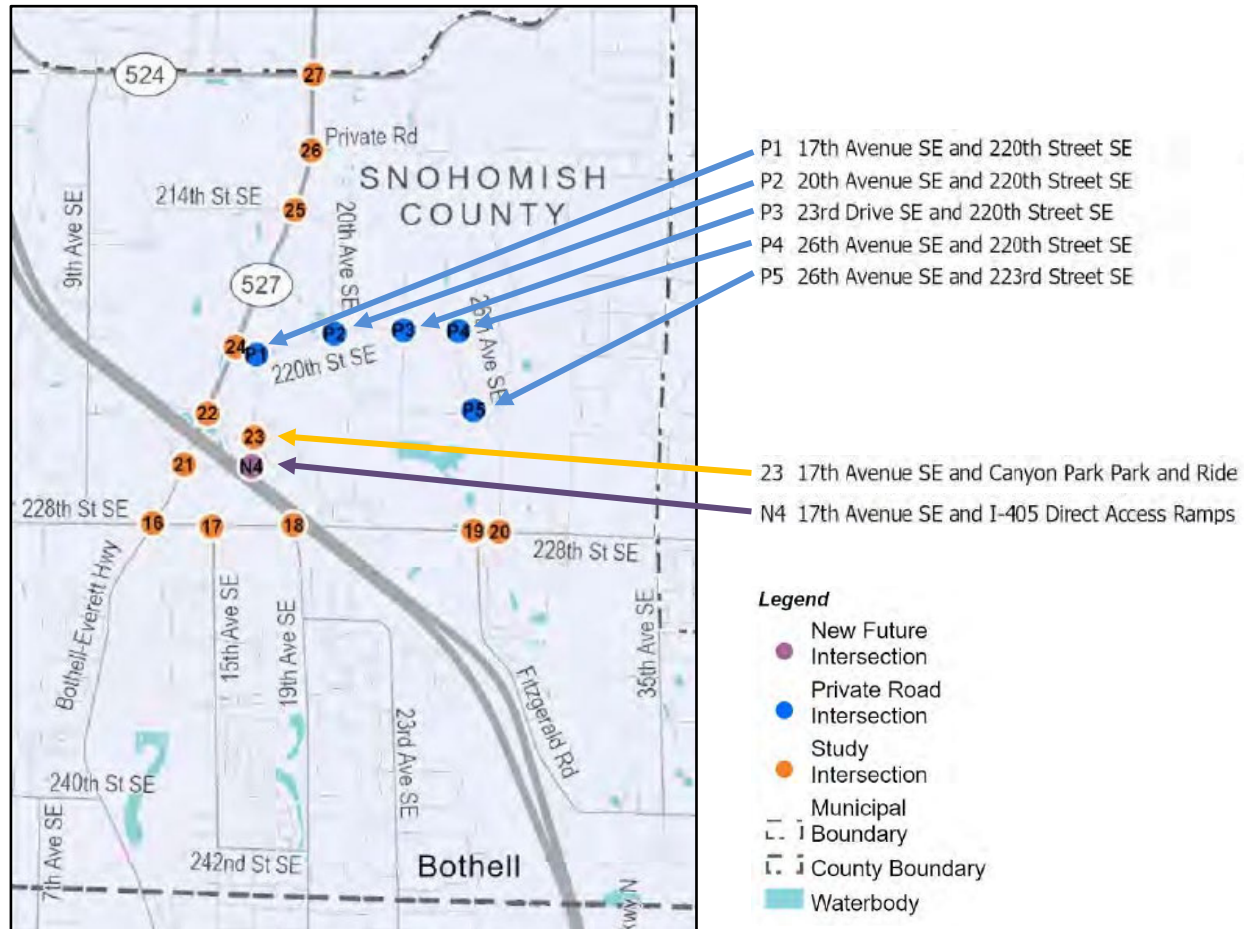 524
27
Private Rd
26
SNOHOMISH
COUNTY
214th St SE
25
20th Ave SE
9th Ave SE
527
24
P1
P2
P3
P4
26th Ave SE
220th St SE
22
P5
23
21
N4
228th St SE
16
17
18
19
20
228th St SE
Bothell-Everett Hwy
15th Ave SE
19th Ave SE
35th Ave SE
Fitzgerald Rd
23rd Ave SE
240th St SE
7th Ave SE
242nd St SE
Bothell
kwy N
P1 17th Avenue SE and 220th Street SE
P2 20th Avenue SE and 220th Street SE
P3 23rd Drive SE and 220th Street SE
P4 26th Avenue SE and 220th Street SE
P5 26th Avenue SE and 223rd Street SE
23 17th Avenue SE and Canyon Park Park and Ride
N4 17th Avenue SE and I-405 Direct Access Ramps
Legend
New Future
Intersection
Private Road
Intersection
Study
Intersection
Municipal
Boundary
County Boundary
Waterbody